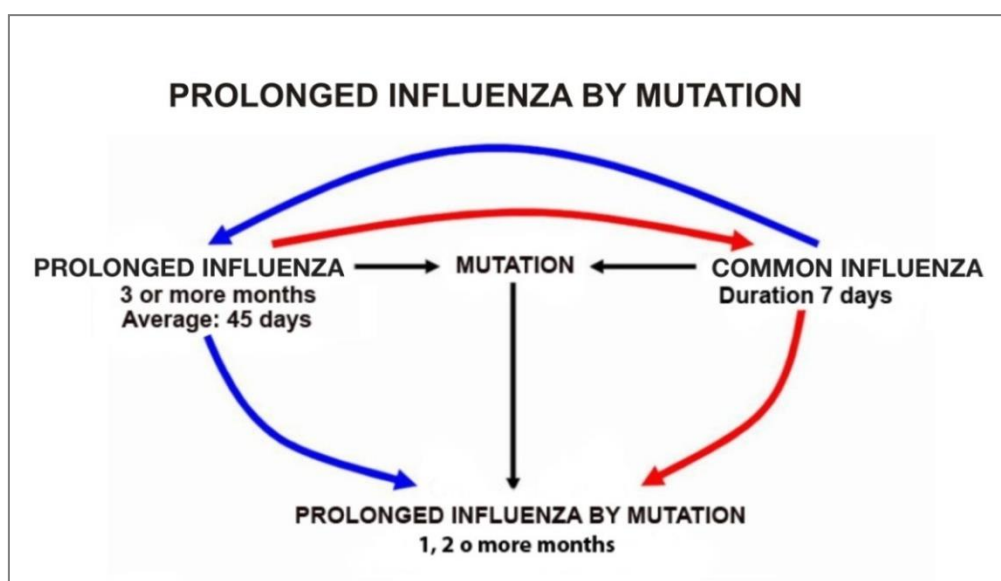 PROLONGED INFLUENZA BY MUTATION
PROLONGED INFLUENZA
3 or more months
Average: 45 days
MUTATION
COMMON INFLUENZA
Duration 7 days
PROLONGED INFLUENZA BY MUTATION
1, 2 o more months